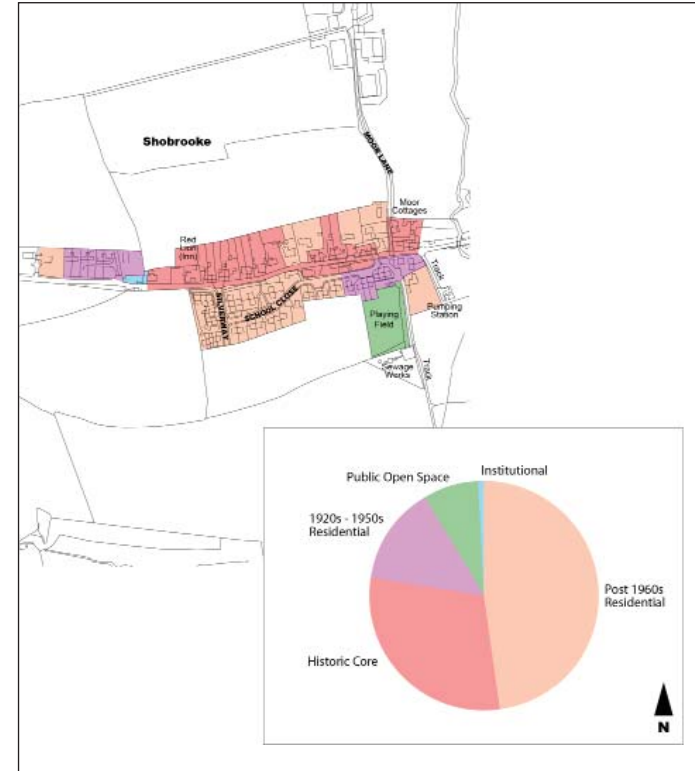 Shobrooke
MOOR LANE
Moor
Cottages
Red
Lion
(Inn)
SILVERWAY
SCHOOL CLOSE
Track
Pumping
Station
Playing
Field
Sewage
Works
Track
Institutional
Public Open Space
1920s - 1950s
Residential
Post 1960s
Residential
Historic Core
N